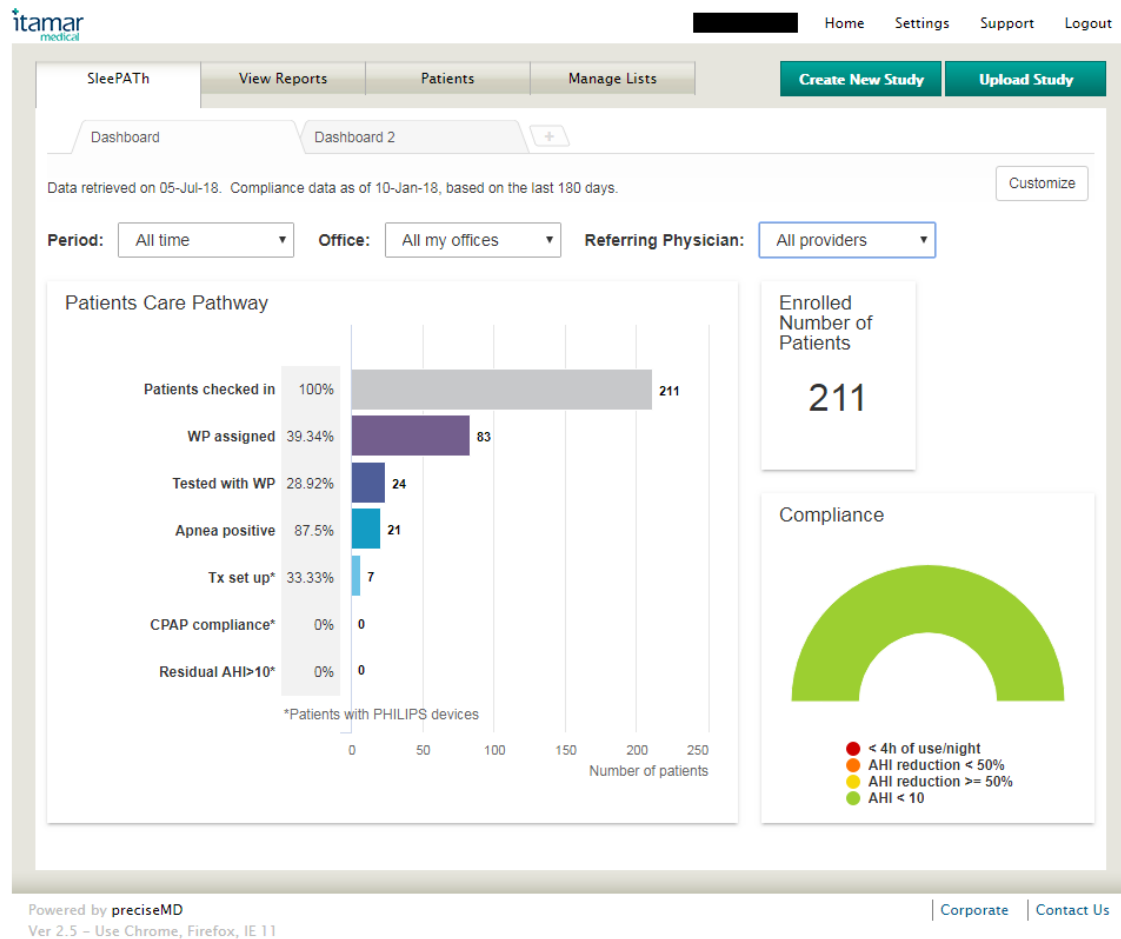 itamar
medical
Home Settings Support Logout
SleePATh View Reports Patients Manage Lists Create New Study Upload Study
Dashboard Dashboard 2 +
Data retrieved on 05-Jul-18. Compliance data as of 10-Jan-18, based on the last 180 days.
Customize
Period: All time Office: All my offices Referring Physician: All providers
Patients Care Pathway
Patients checked in 100% 211
WP assigned 39.34% 83
Tested with WP 28.92% 24
Apnea positive 87.5% 21
Tx set up* 33.33% 7
CPAP compliance* 0% 0
Residual AHI>10* 0% 0
*Patients with PHILIPS devices
0 50 100 150 200 250
Number of patients
Enrolled
Number of
Patients
211
Compliance
< 4h of use/night
AHI reduction < 50%
AHI reduction >= 50%
AHI < 10
Powered by preciseMD
Corporate Contact Us
Ver 2.5 – Use Chrome, Firefox, IE 11